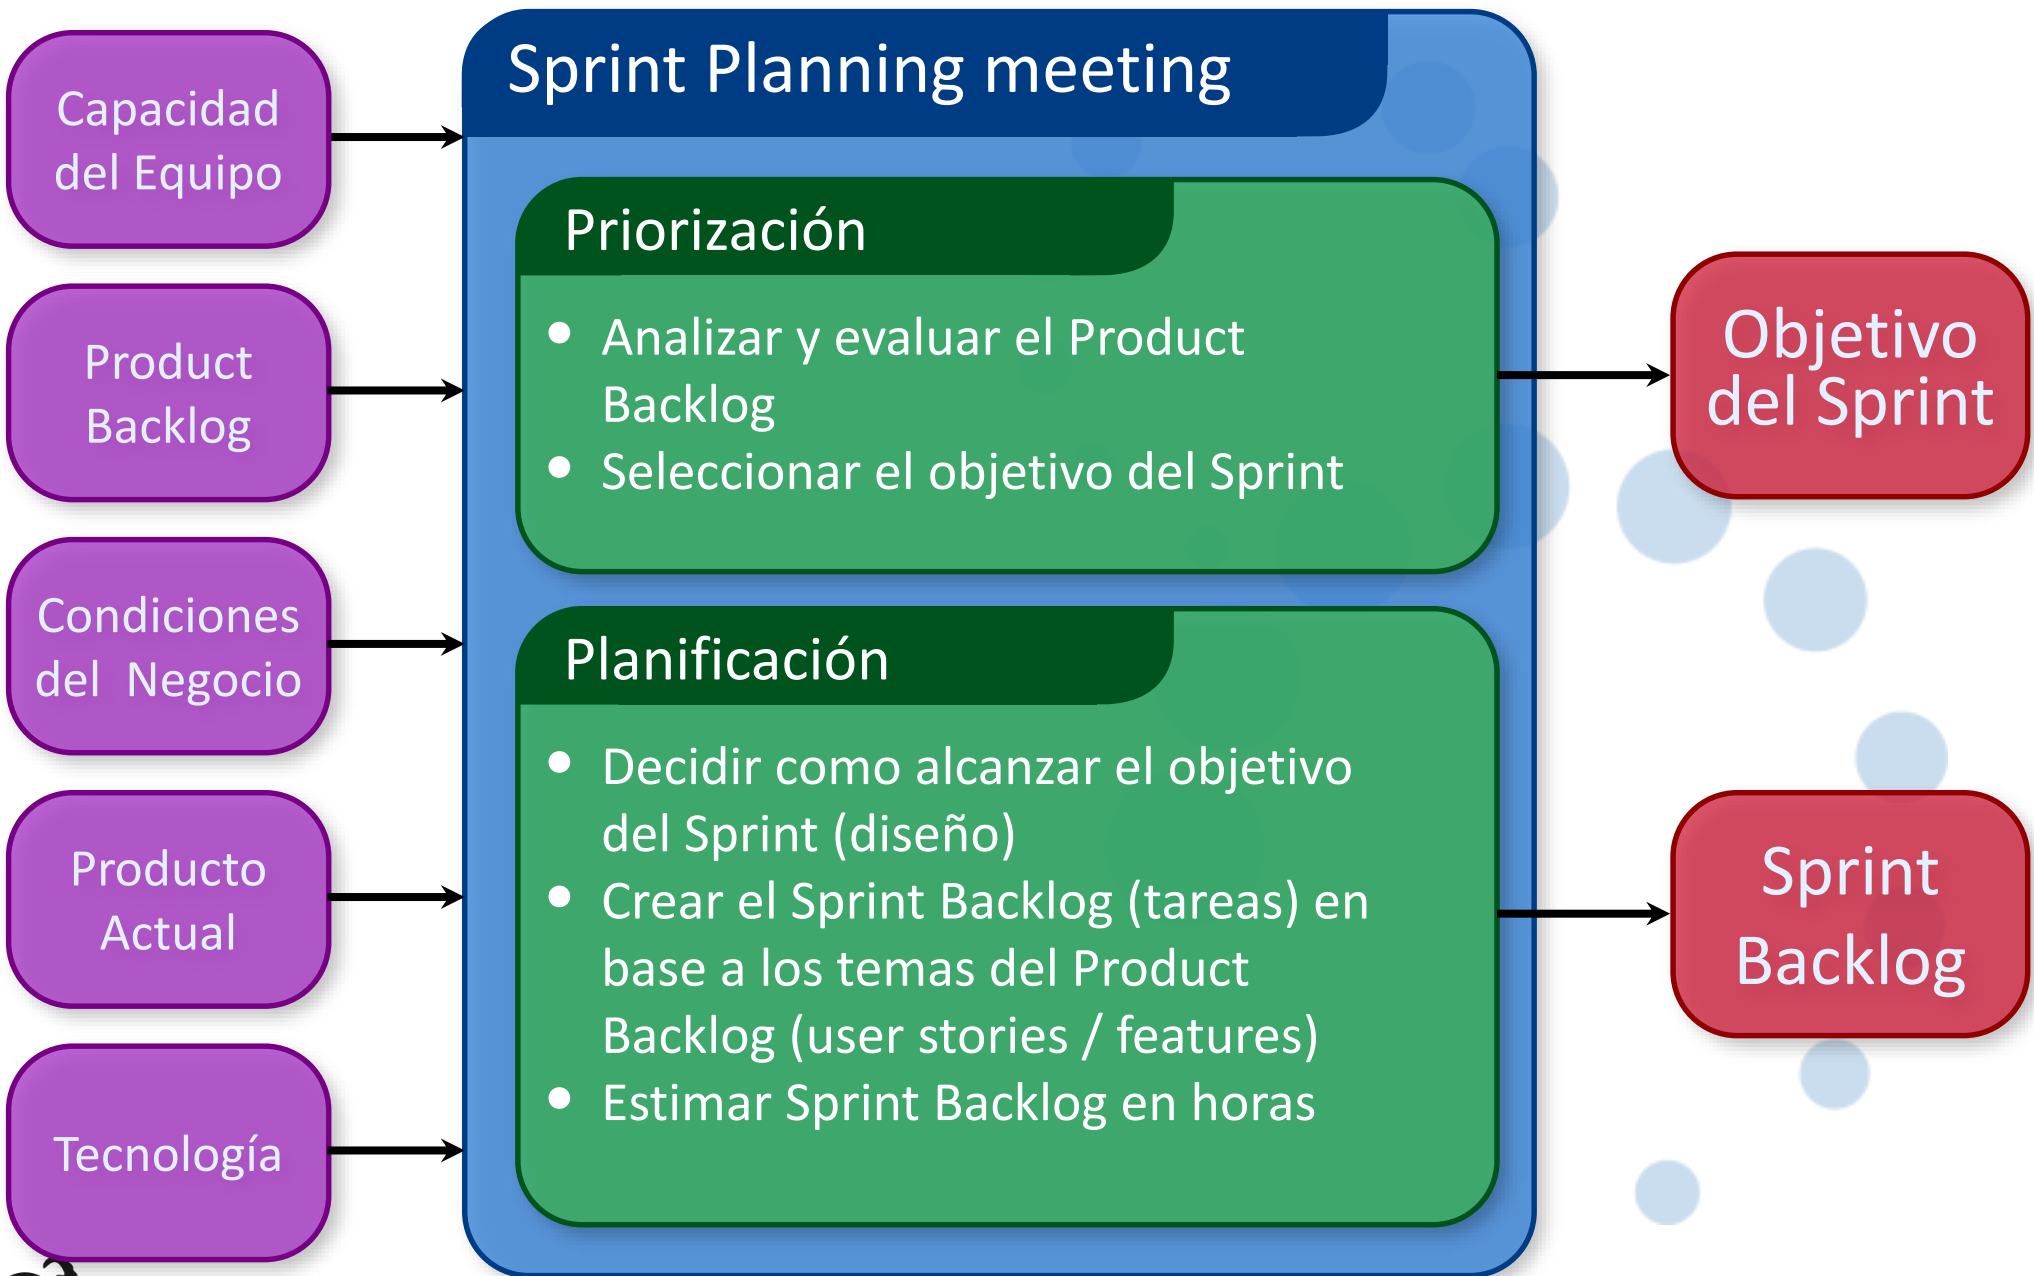 Capacidad
del Equipo
Product
Backlog
Condiciones
del Negocio
Producto
Actual
Tecnología
Sprint Planning meeting
Priorización
• Analizar y evaluar el Product
Backlog
• Seleccionar el objetivo del Sprint
Planificación
• Decidir como alcanzar el objetivo
del Sprint (diseño)
• Crear el Sprint Backlog (tareas) en
base a los temas del Product
Backlog (user stories / features)
• Estimar Sprint Backlog en horas
Objetivo
del Sprint
Sprint
Backlog